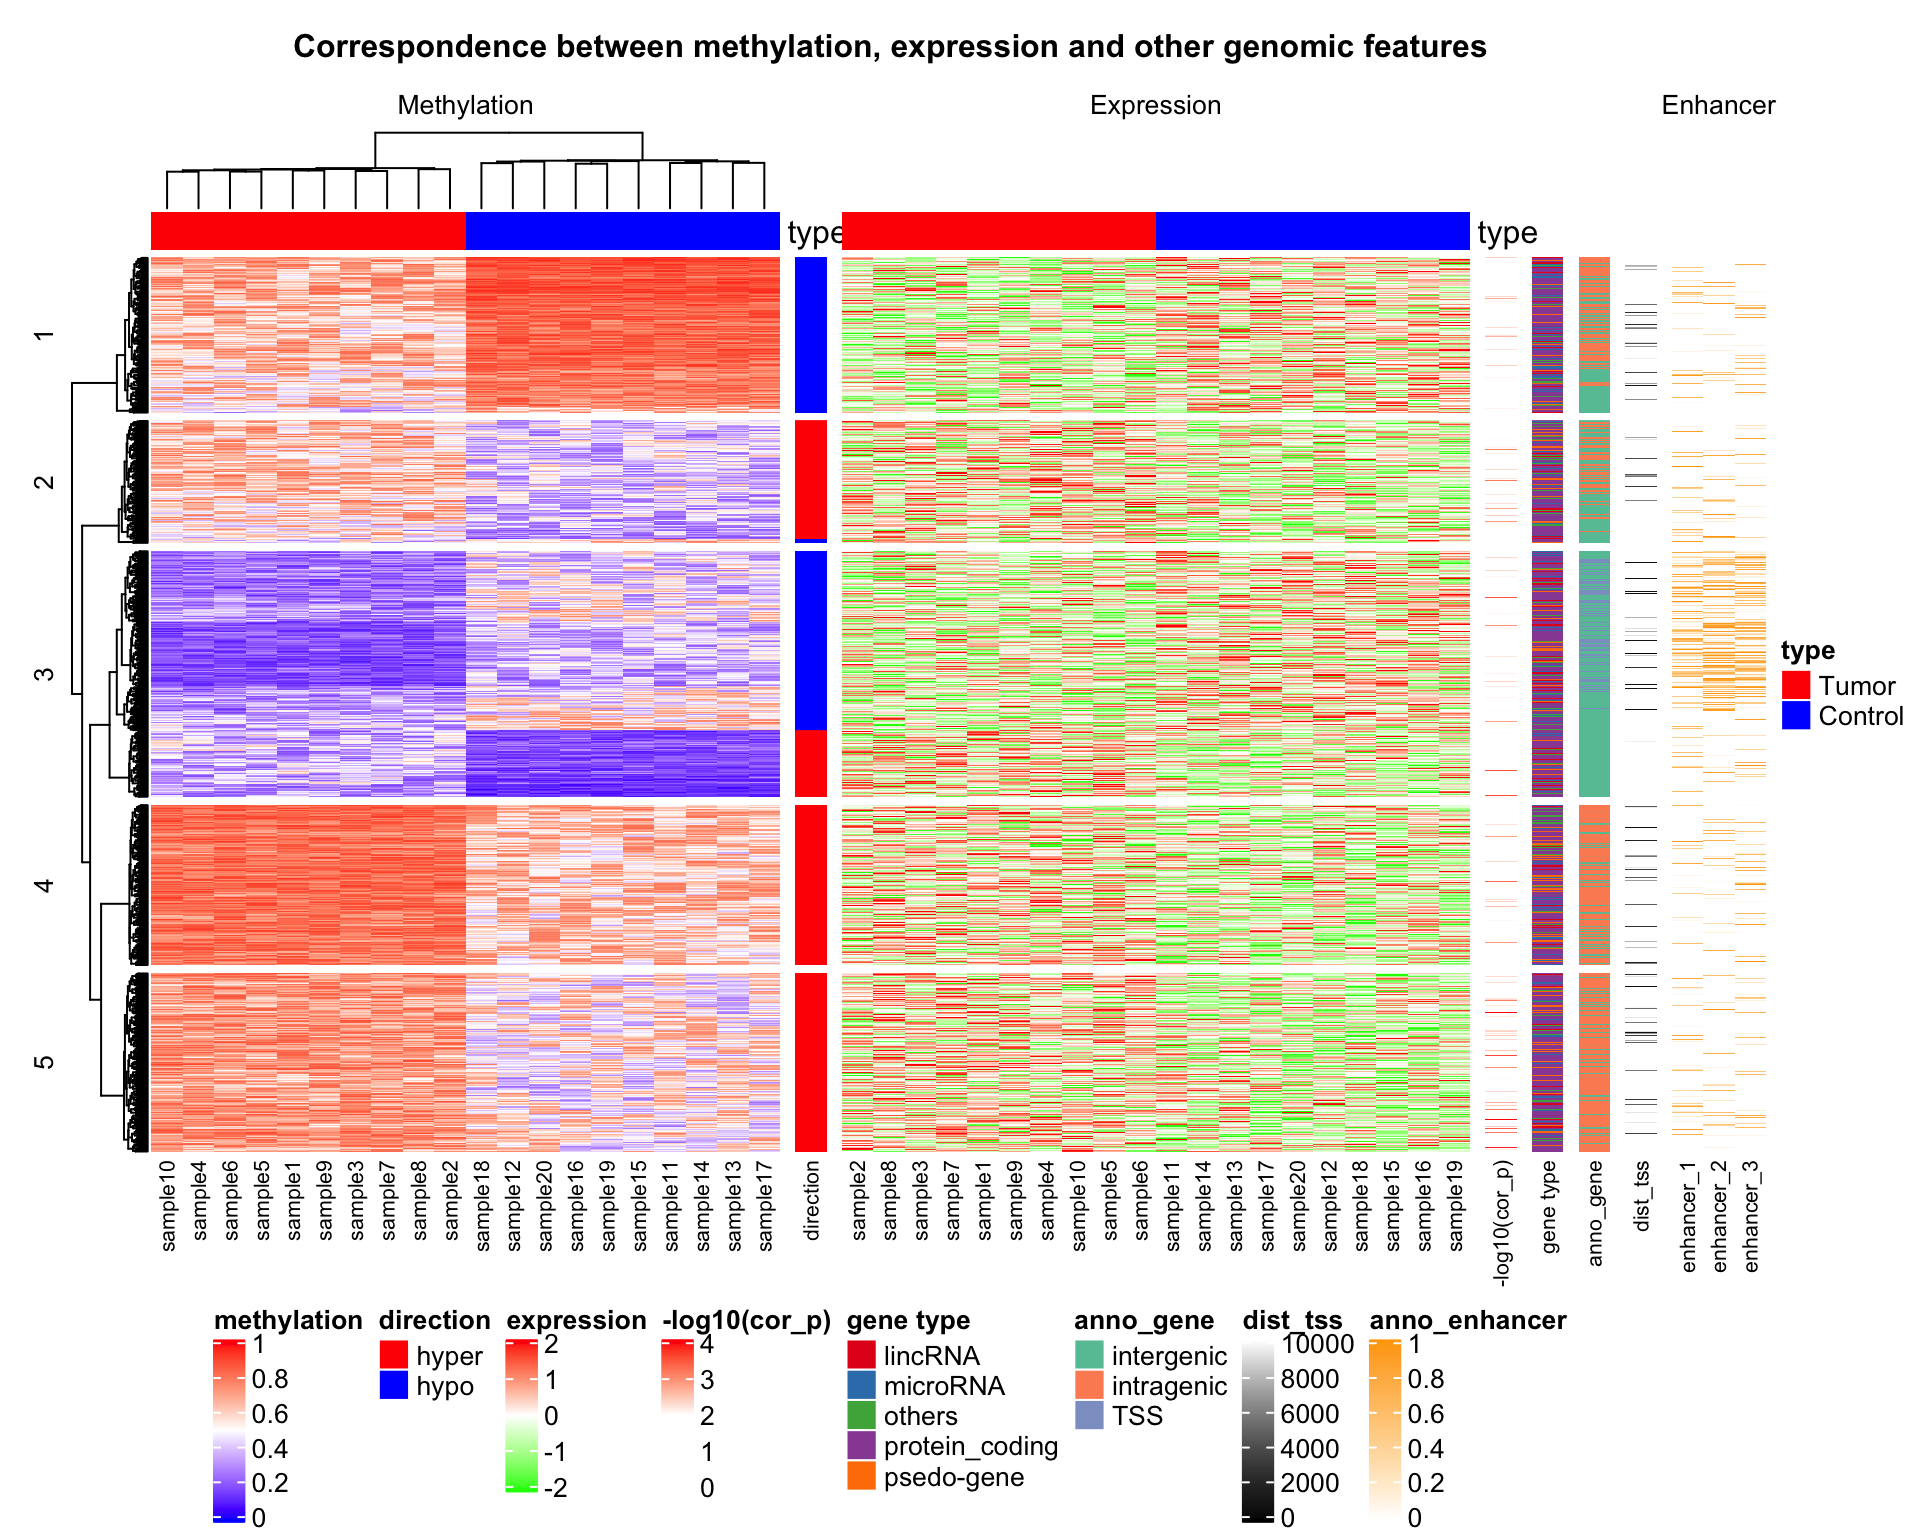 Correspondence between methylation, expression and other genomic features
Methylation
Expression
Enhancer
type
type
1
2
3
4
5
type
Tumor
Control
sample10
sample4
sample6
sample5
sample1
sample9
sample3
sample7
sample8
sample2
sample18
sample12
sample20
sample16
sample19
sample15
sample11
sample14
sample13
sample17
direction
sample2
sample8
sample3
sample7
sample1
sample9
sample4
sample10
sample5
sample6
sample11
sample14
sample13
sample17
sample20
sample12
sample18
sample15
sample16
sample19
-log10(cor_p)
gene type
anno_gene
dist_tss
enhancer_1
enhancer_2
enhancer_3
methylation
1
0.8
0.6
0.4
0.2
0
direction
hyper
hypo
expression
2
1
0
-1
-2
-log10(cor_p)
4
3
2
1
0
gene type
lincRNA
microRNA
others
protein_coding
psedo-gene
anno_gene
intergenic
intragenic
TSS
dist_tss
10000
8000
6000
4000
2000
0
anno_enhancer
1
0.8
0.6
0.4
0.2
0